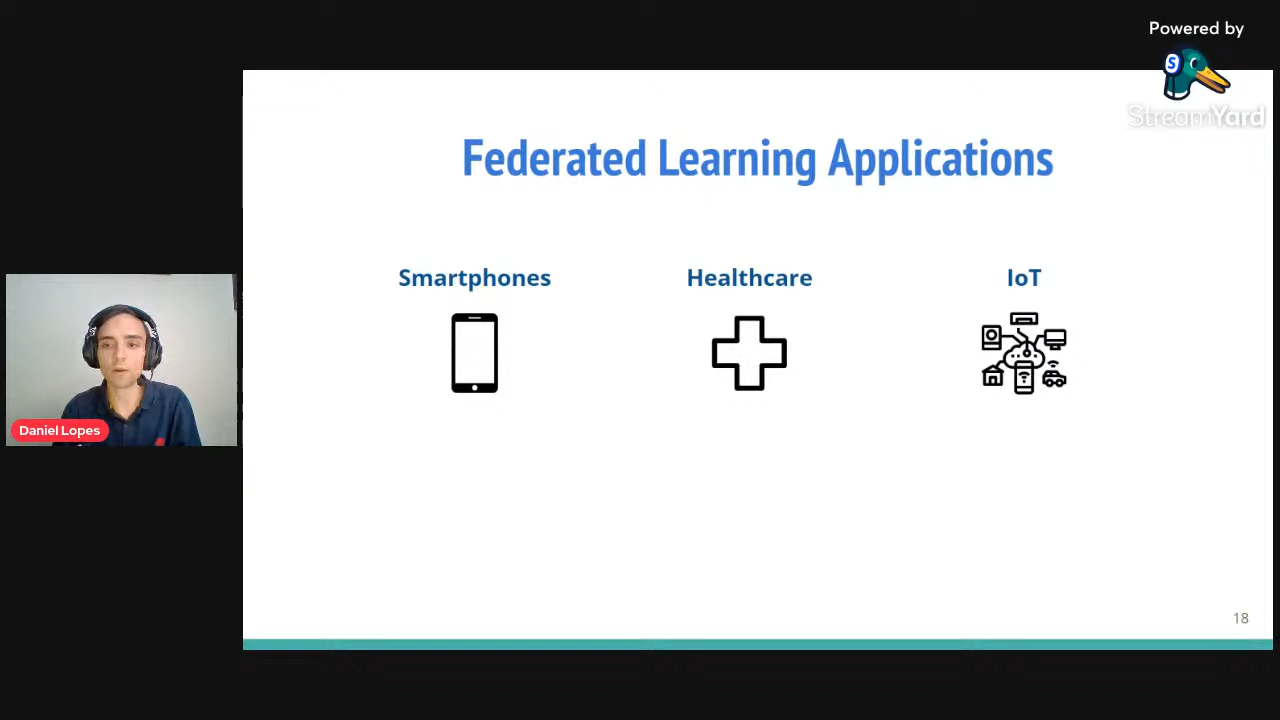 Powered by
StreamYard
Federated Learning Applications
Smartphones
Healthcare
IoT
Daniel Lopes
18